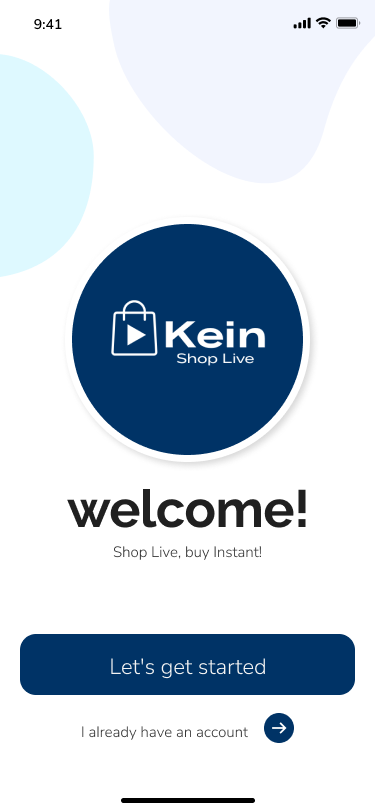 9:41
Kein
Shop Live
welcome!
Shop Live, buy Instant!
Let's get started
I already have an account